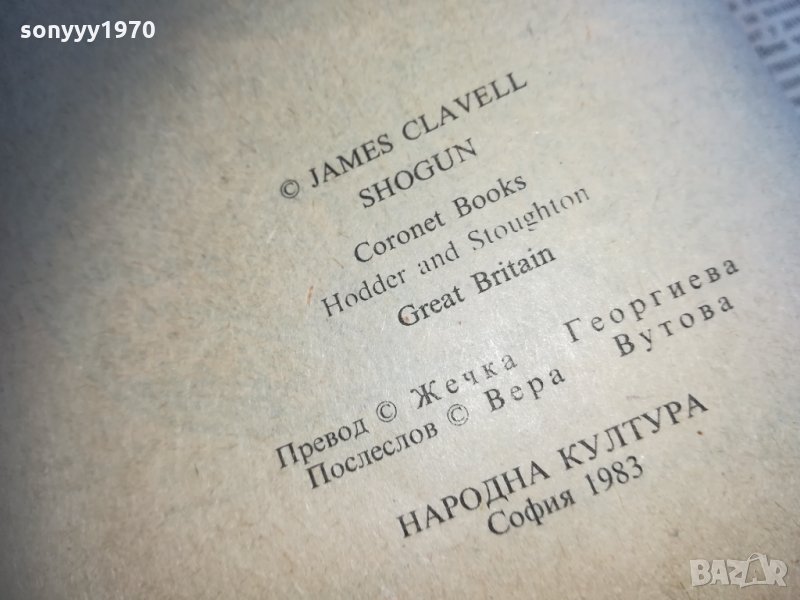 sonyyy1970
© JAMES CLAVELL
SHOGUN
Coronet Books
Hodder and Stoughton
Great Britain
Превод © Жечка Георгиева
Послеслов © Вера Вутова
НАРОДНА КУЛТУРА
София 1983
BAZAR